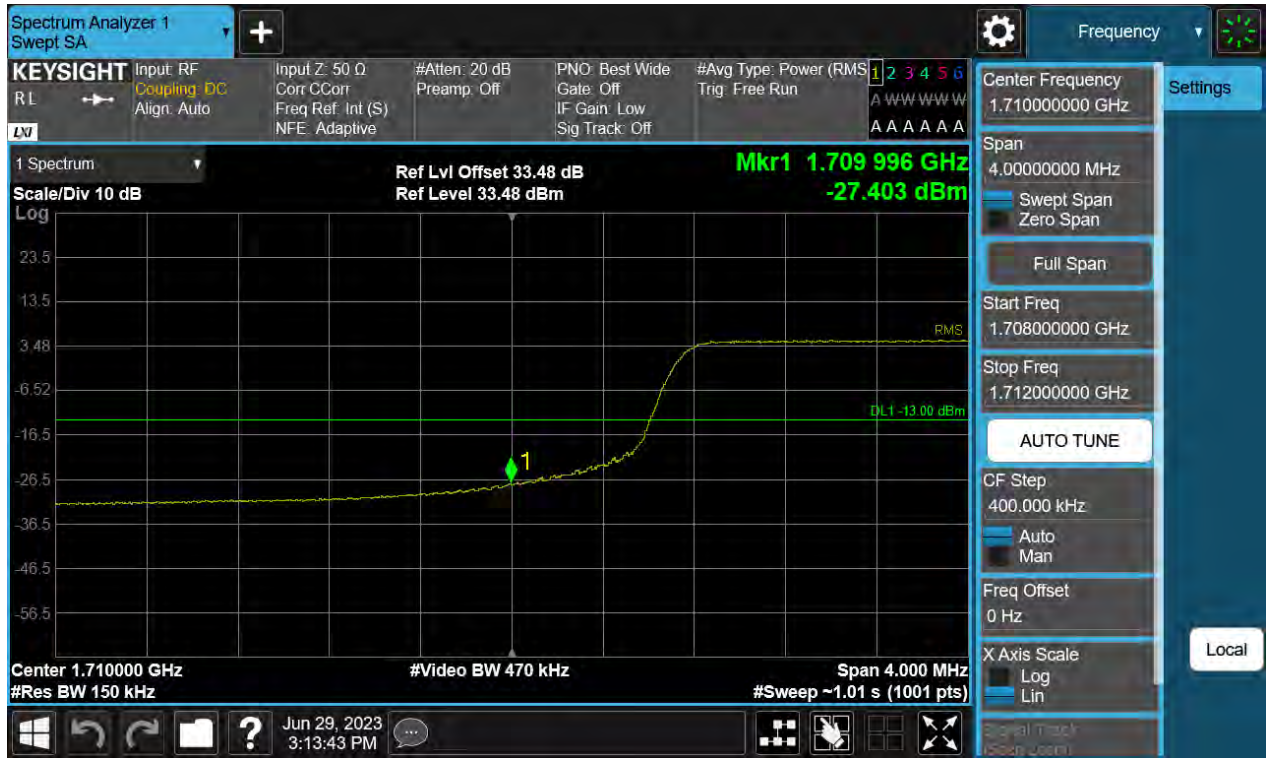 Spectrum Analyzer 1
Swept SA
+
Frequency
KEYSIGHT
RL
LXI
Input: RF
Coupling: DC
Align: Auto
Input Z: 50 Ω
Corr CCorr
Freq Ref: Int (S)
NFE: Adaptive
#Atten: 20 dB
Preamp: Off
PNO: Best Wide
Gate: Off
IF Gain: Low
Sig Track: Off
#Avg Type: Power (RMS
Trig: Free Run
1 2 3 4 5 6
A W W W W W
A A A A A A
1 Spectrum
Scale/Div 10 dB
Log
Ref Lvl Offset 33.48 dB
Ref Level 33.48 dBm
Mkr1 1.709 996 GHz
-27.403 dBm
23.5
13.5
3.48
-6.52
-16.5
-26.5
-36.5
-46.5
-56.5
RMS
DL1 -13.00 dBm
1
Center 1.710000 GHz
#Res BW 150 kHz
#Video BW 470 kHz
Span 4.000 MHz
#Sweep ~1.01 s (1001 pts)
Center Frequency
1.710000000 GHz
Span
4.00000000 MHz
Swept Span
Zero Span
Full Span
Start Freq
1.708000000 GHz
Stop Freq
1.712000000 GHz
AUTO TUNE
CF Step
400.000 kHz
Auto
Man
Freq Offset
0 Hz
X Axis Scale
Log
Lin
Signal Track
(Span Zoom)
Settings
Local
?
Jun 29, 2023
3:13:43 PM